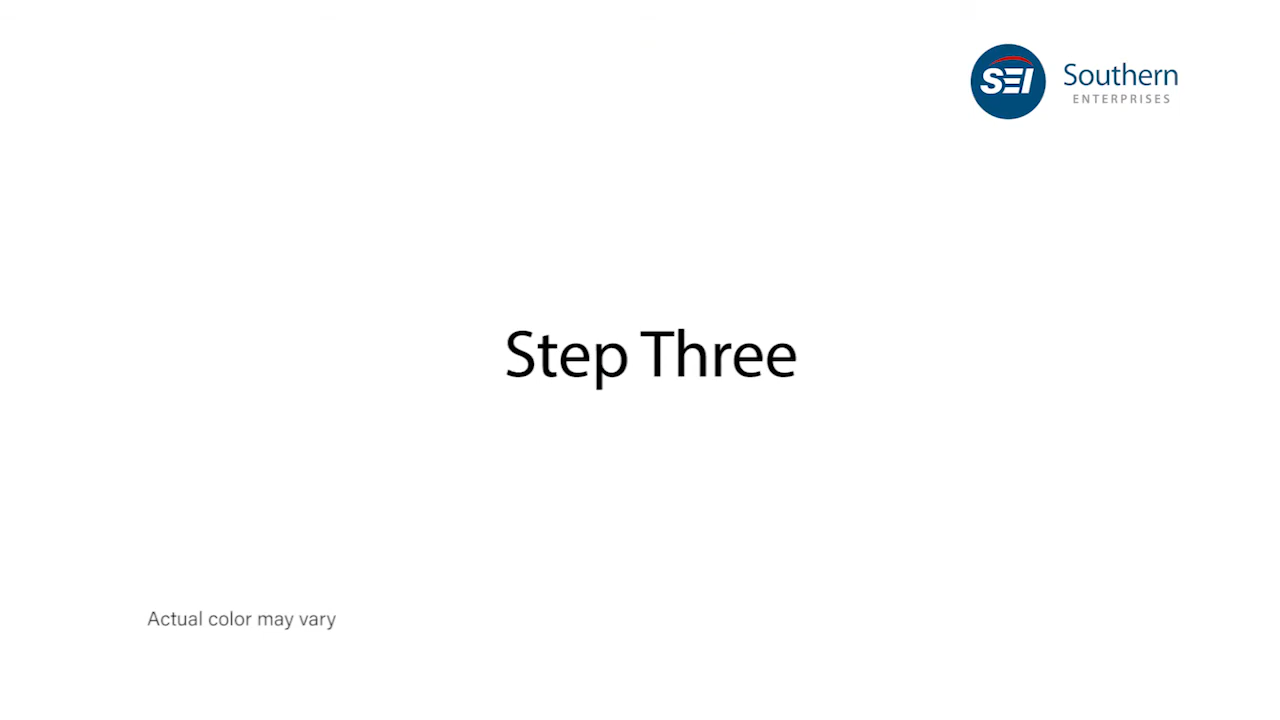 SEI
Southern
ENTERPRISES
Step Three
Actual color may vary